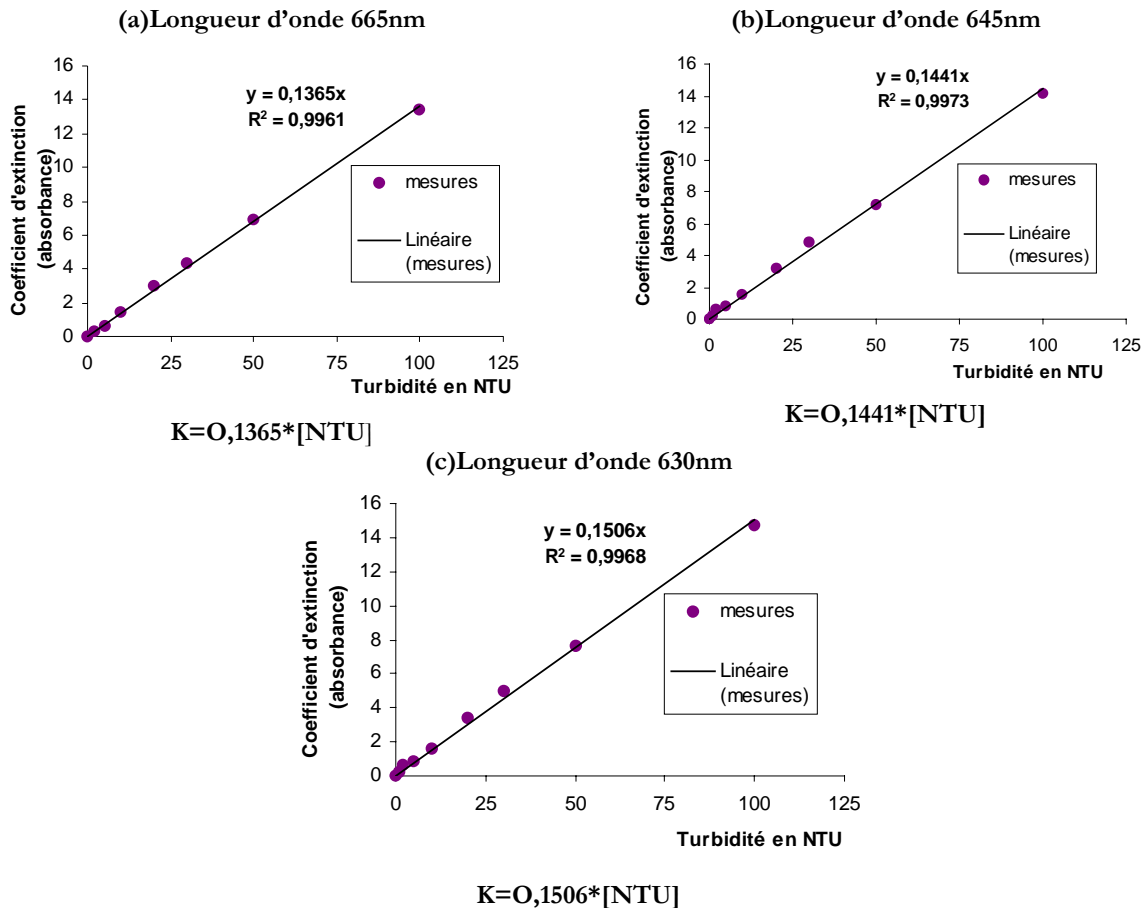 (a)Longueur d'onde 665nm
Coefficient d'extinction
(absorbance)
16
14
12
10
8
6
4
2
0
y = 0,1365x
R² = 0,9961
mesures
Linéaire
(mesures)
0 25 50 75 100 125
Turbidité en NTU
K=O,1365*[NTU]
(b)Longueur d'onde 645nm
Coefficient d'extinction
(absorbance)
16
14
12
10
8
6
4
2
0
y = 0,1441x
R² = 0,9973
mesures
Linéaire
(mesures)
0 25 50 75 100 125
Turbidité en NTU
K=O,1441*[NTU]
(c)Longueur d'onde 630nm
Coefficient d'extinction
(absorbance)
16
14
12
10
8
6
4
2
0
y = 0,1506x
R² = 0,9968
mesures
Linéaire
(mesures)
0 25 50 75 100 125
Turbidité en NTU
K=O,1506*[NTU]